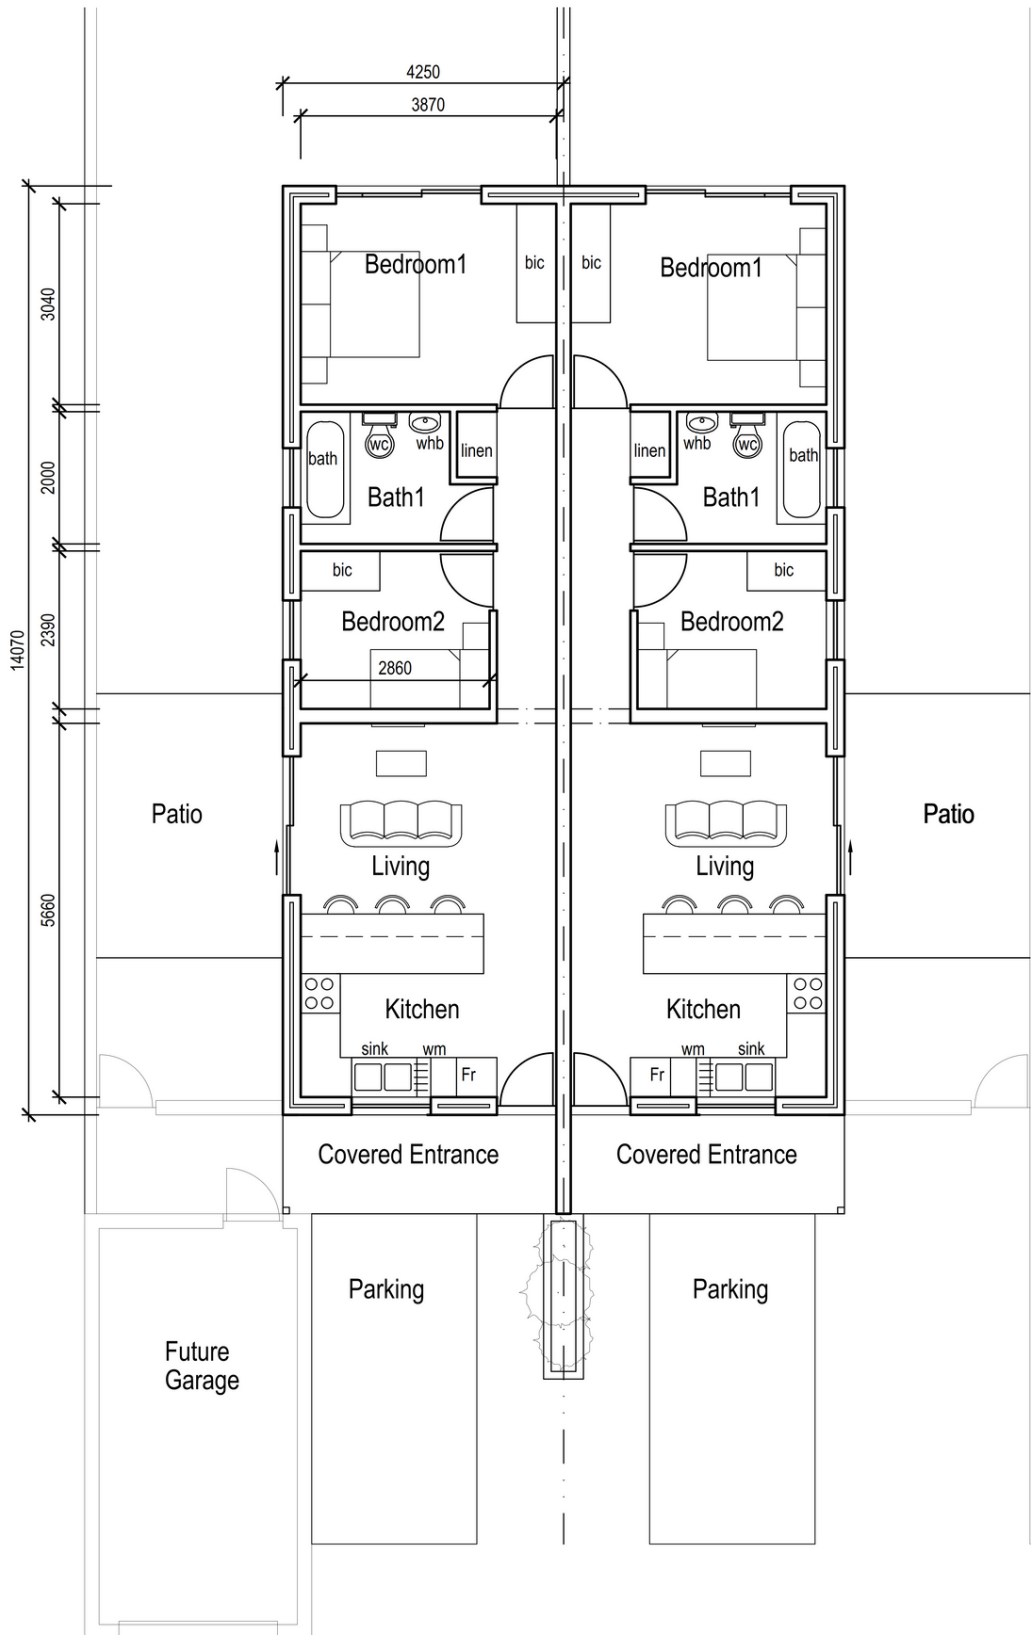 4250
3870
Bedroom1
bic
bic
Bedroom1
3040
bath
wc
whb
linen
linen
whb
wc
bath
2000
Bath1
Bath1
bic
bic
14070
2390
Bedroom2
Bedroom2
2860
Patio
Patio
Living
Living
5660
Kitchen
Kitchen
sink
wm
wm
sink
Fr
Fr
Covered Entrance
Covered Entrance
Parking
Parking
Future
Garage